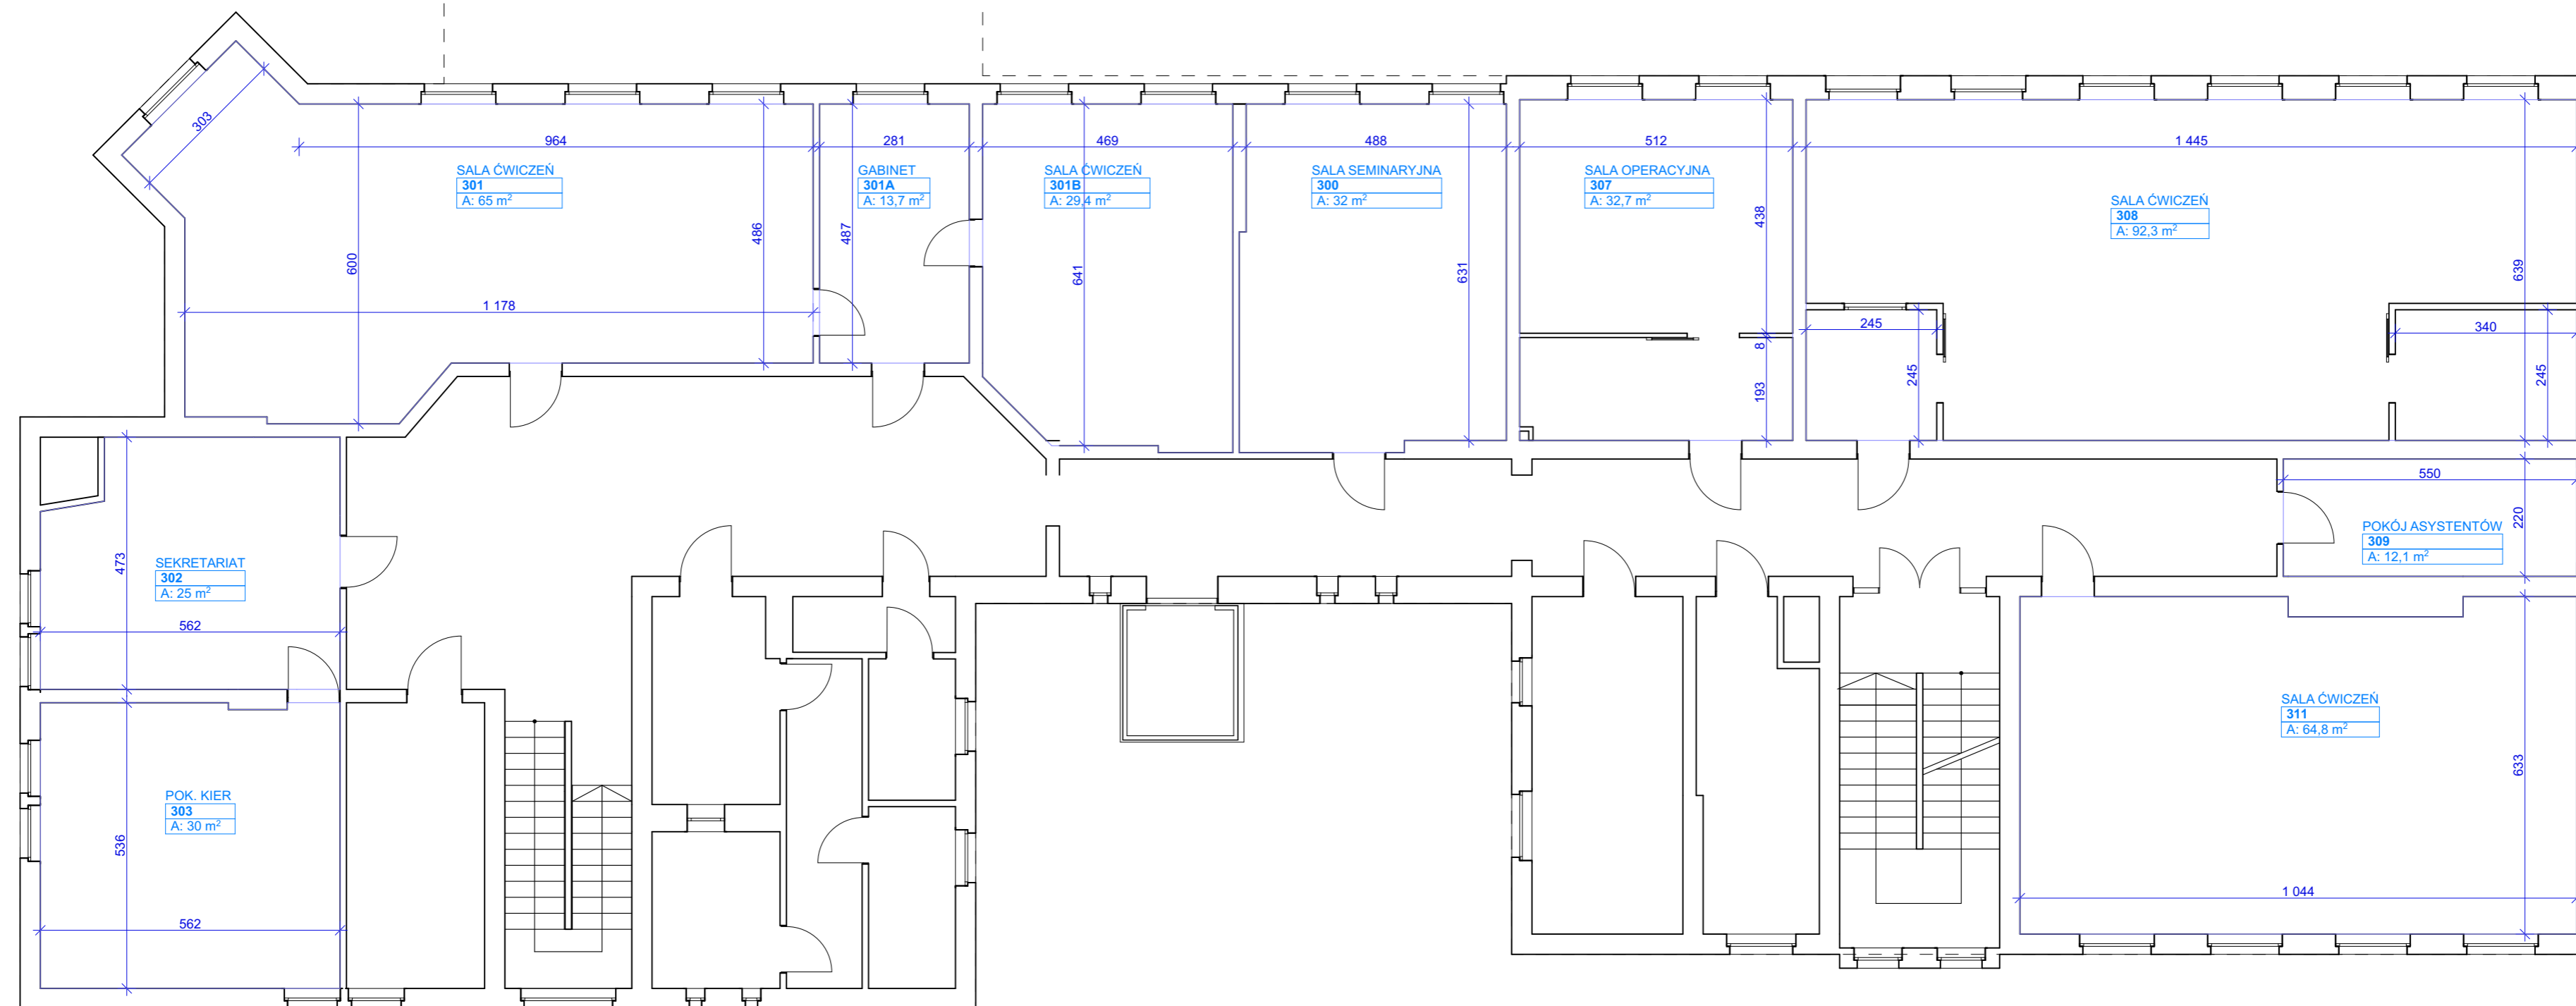 303
964
281
469
488
512
1 445
SALA ĆWICZEŃ
301
A: 65 m²
GABINET
301A
A: 13,7 m²
SALA ĆWICZEŃ
301B
A: 29,4 m²
SALA SEMINARYJNA
300
A: 32 m²
SALA OPERACYJNA
307
A: 32,7 m²
SALA ĆWICZEŃ
308
A: 92,3 m²
600
486
487
641
631
438
639
1 178
245
340
8
193
245
245
550
220
POKÓJ ASYSTENTÓW
309
A: 12,1 m²
473
SEKRETARIAT
302
A: 25 m²
562
SALA ĆWICZEŃ
311
A: 64,8 m²
633
POK. KIER
303
A: 30 m²
536
1 044
562